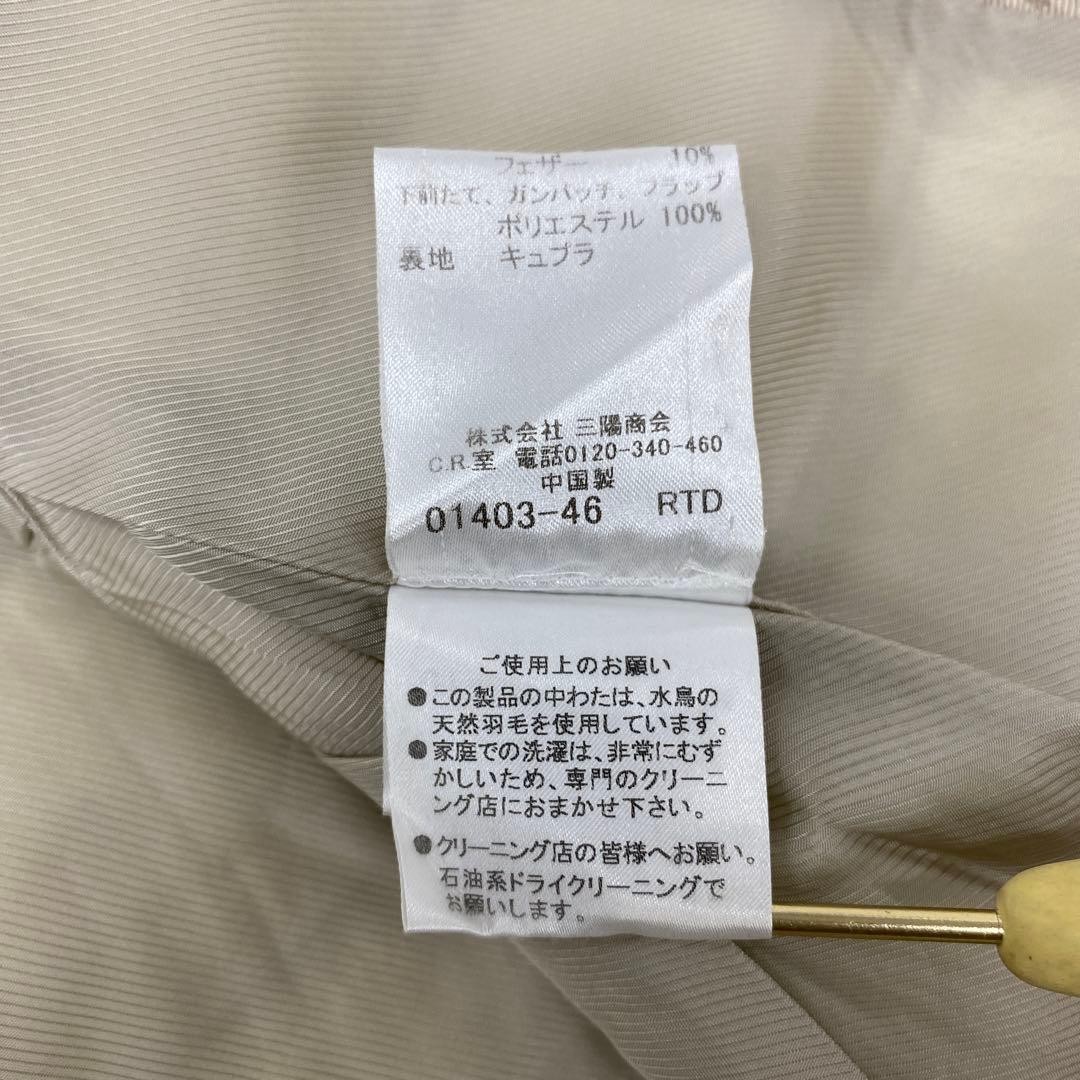 フェザー 10%
下前たて、ガンパッチ、フラップ
ポリエステル 100%
裏地 キュプラ
株式会社 三陽商会
C.R.室 電話0120-340-460
中国製
01403-46 RTD
ご使用上のお願い
●この製品の中わたは、水鳥の
天然羽毛を使用しています。
●家庭での洗濯は、非常にむず
かしいため、専門のクリーニ
ング店におまかせ下さい。
●クリーニング店の皆様へお願い。
石油系ドライクリーニングで
お願いします。